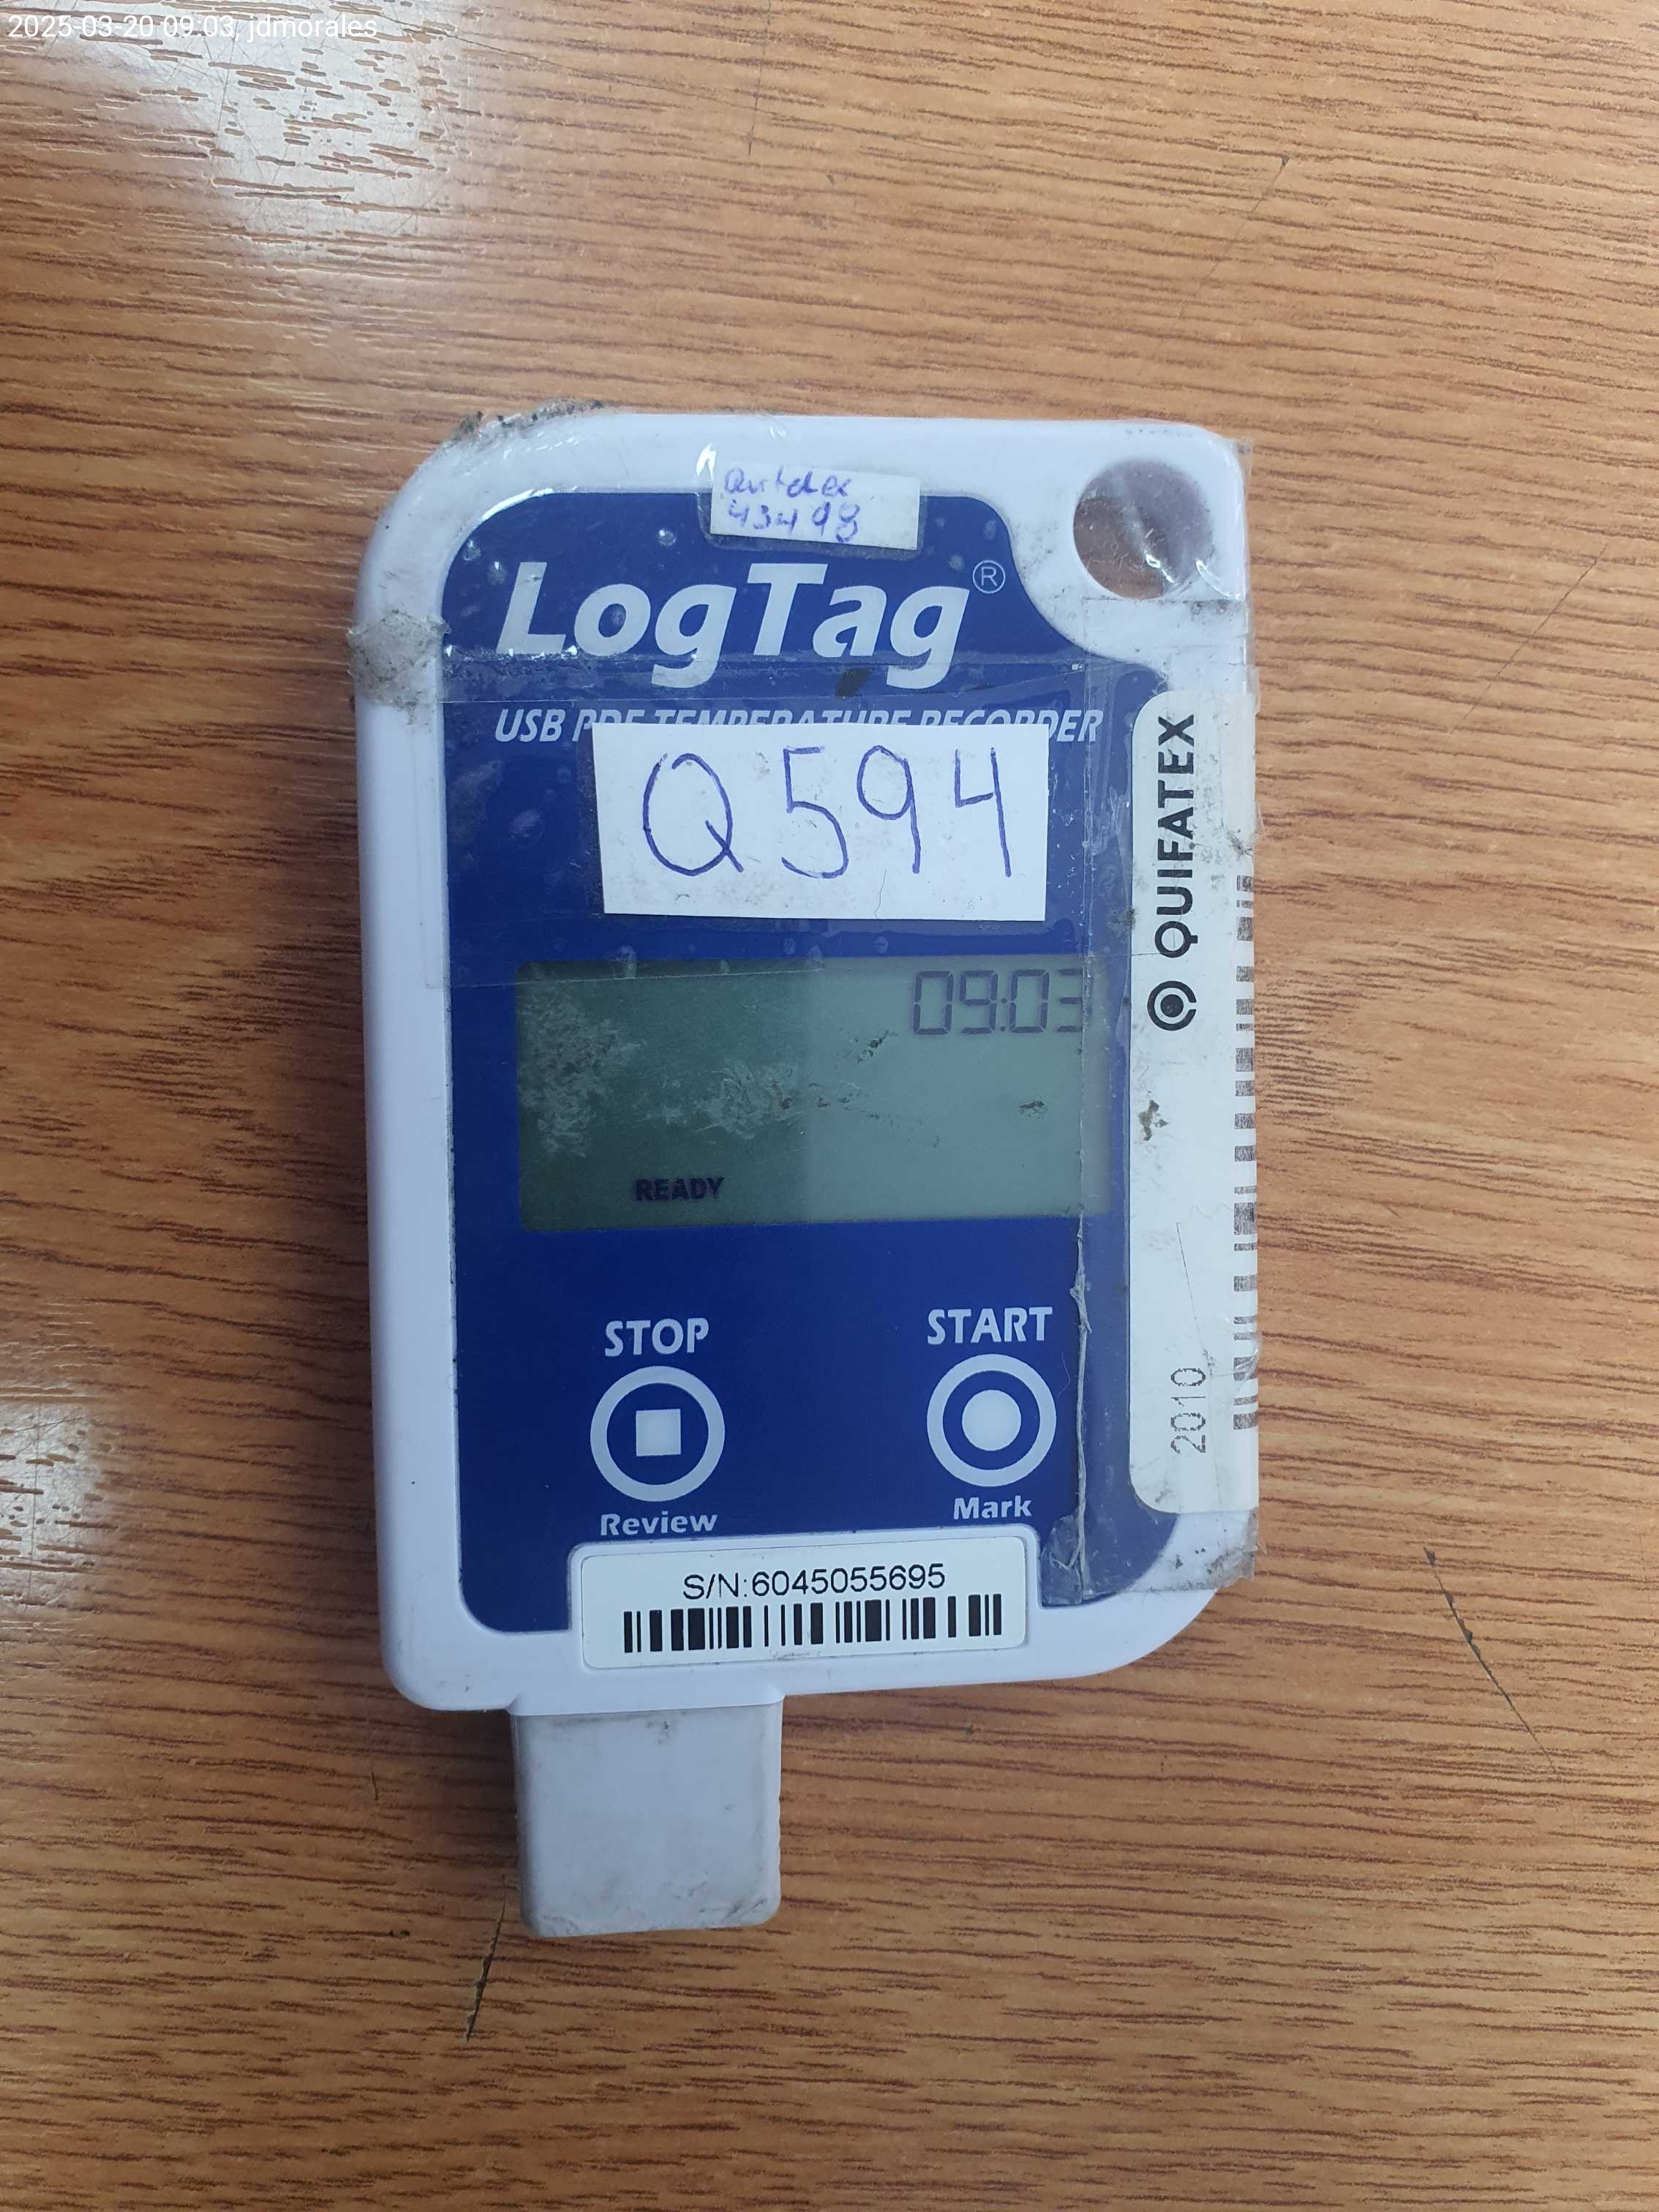 2025-03-20 09:03, jdmorales
43498
LogTag®
USB PDF TEMPERATURE RECORDER
Q594
QUIFATEX
2010
09:03
READY
STOP
START
Review
Mark
S/N:6045055695